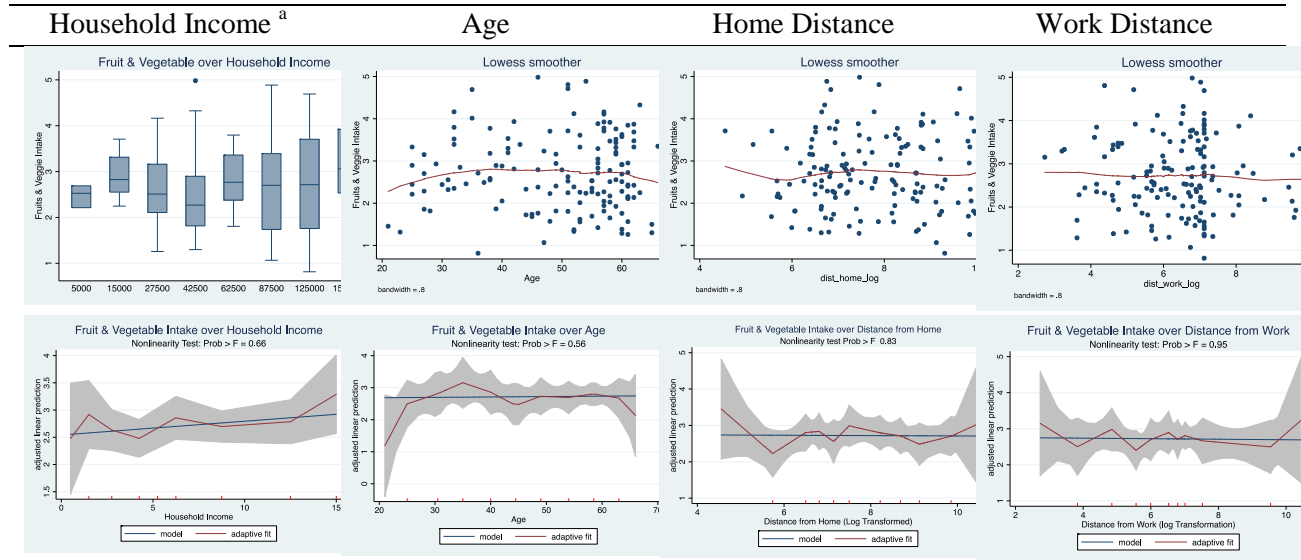 Household Income a
Age
Home Distance
Work Distance
Fruit & Vegetable over Household Income
Fruits & Veggie Intake
5
4
3
2
1
5000 15000 27500 42500 62500 87500 125000 15
Lowess smoother
Fruits & Veggie Intake
5
4
3
2
1
20 30 40 50 60
Age
bandwidth = .8
Lowess smoother
Fruits & Veggie Intake
5
4
3
2
1
4 6 8 1
dist_home_log
bandwidth = .8
Lowess smoother
Fruits & Veggie Intake
5
4
3
2
1
2 4 6 8
dist_work_log
bandwidth = .8
Fruit & Vegetable Intake over Household Income
Nonlinearity Test: Prob > F = 0.66
adjusted linear prediction
4
3.5
3
2.5
2
1.5
0 5 10 15
Household Income
model adaptive fit
Fruit & Vegetable Intake over Age
Nonlinearity test: Prob > F = 0.56
adjusted linear prediction
4
3
2
1
0
20 30 40 50 60 70
Age
model adaptive fit
Fruit & Vegetable Intake over Distance from Home
Nonlinearity test Prob > F 0.83
adjusted linear prediction
5
4
3
2
1
4 6 8 10
Distance from Home (Log Transformed)
model adaptive fit
Fruit & Vegetable Intake over Distance from Work
Nonlinearity test: Prob > F = 0.95
adjusted linear prediction
5
4
3
2
1
2 4 6 8 10
Distance from Work (log Transformation)
model adaptive fit